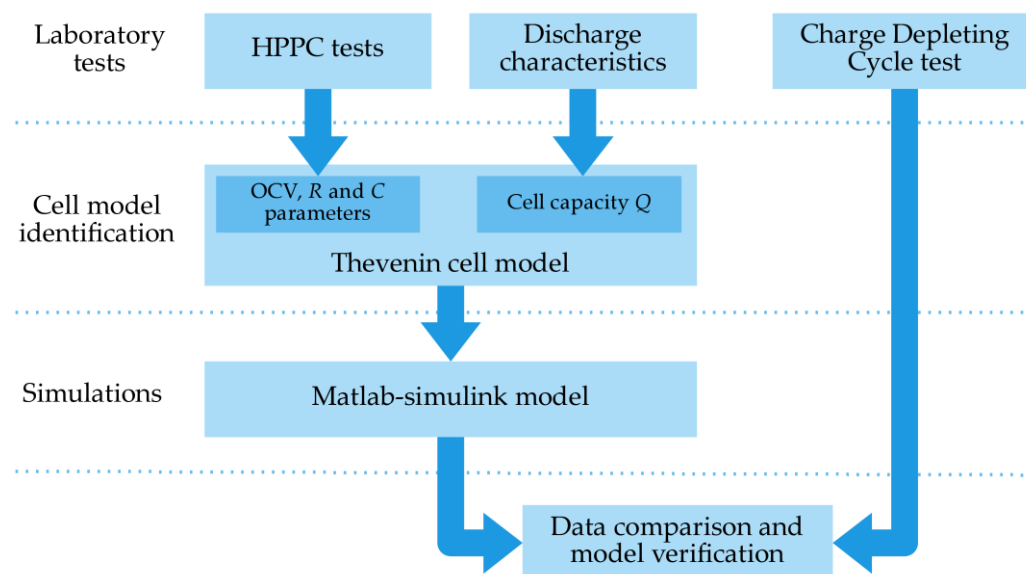 Laboratory
tests
HPPC tests
Discharge
characteristics
Charge Depleting
Cycle test
Cell model
identification
OCV, R and C
parameters
Cell capacity Q
Thevenin cell model
Simulations
Matlab-simulink model
Data comparison and
model verification